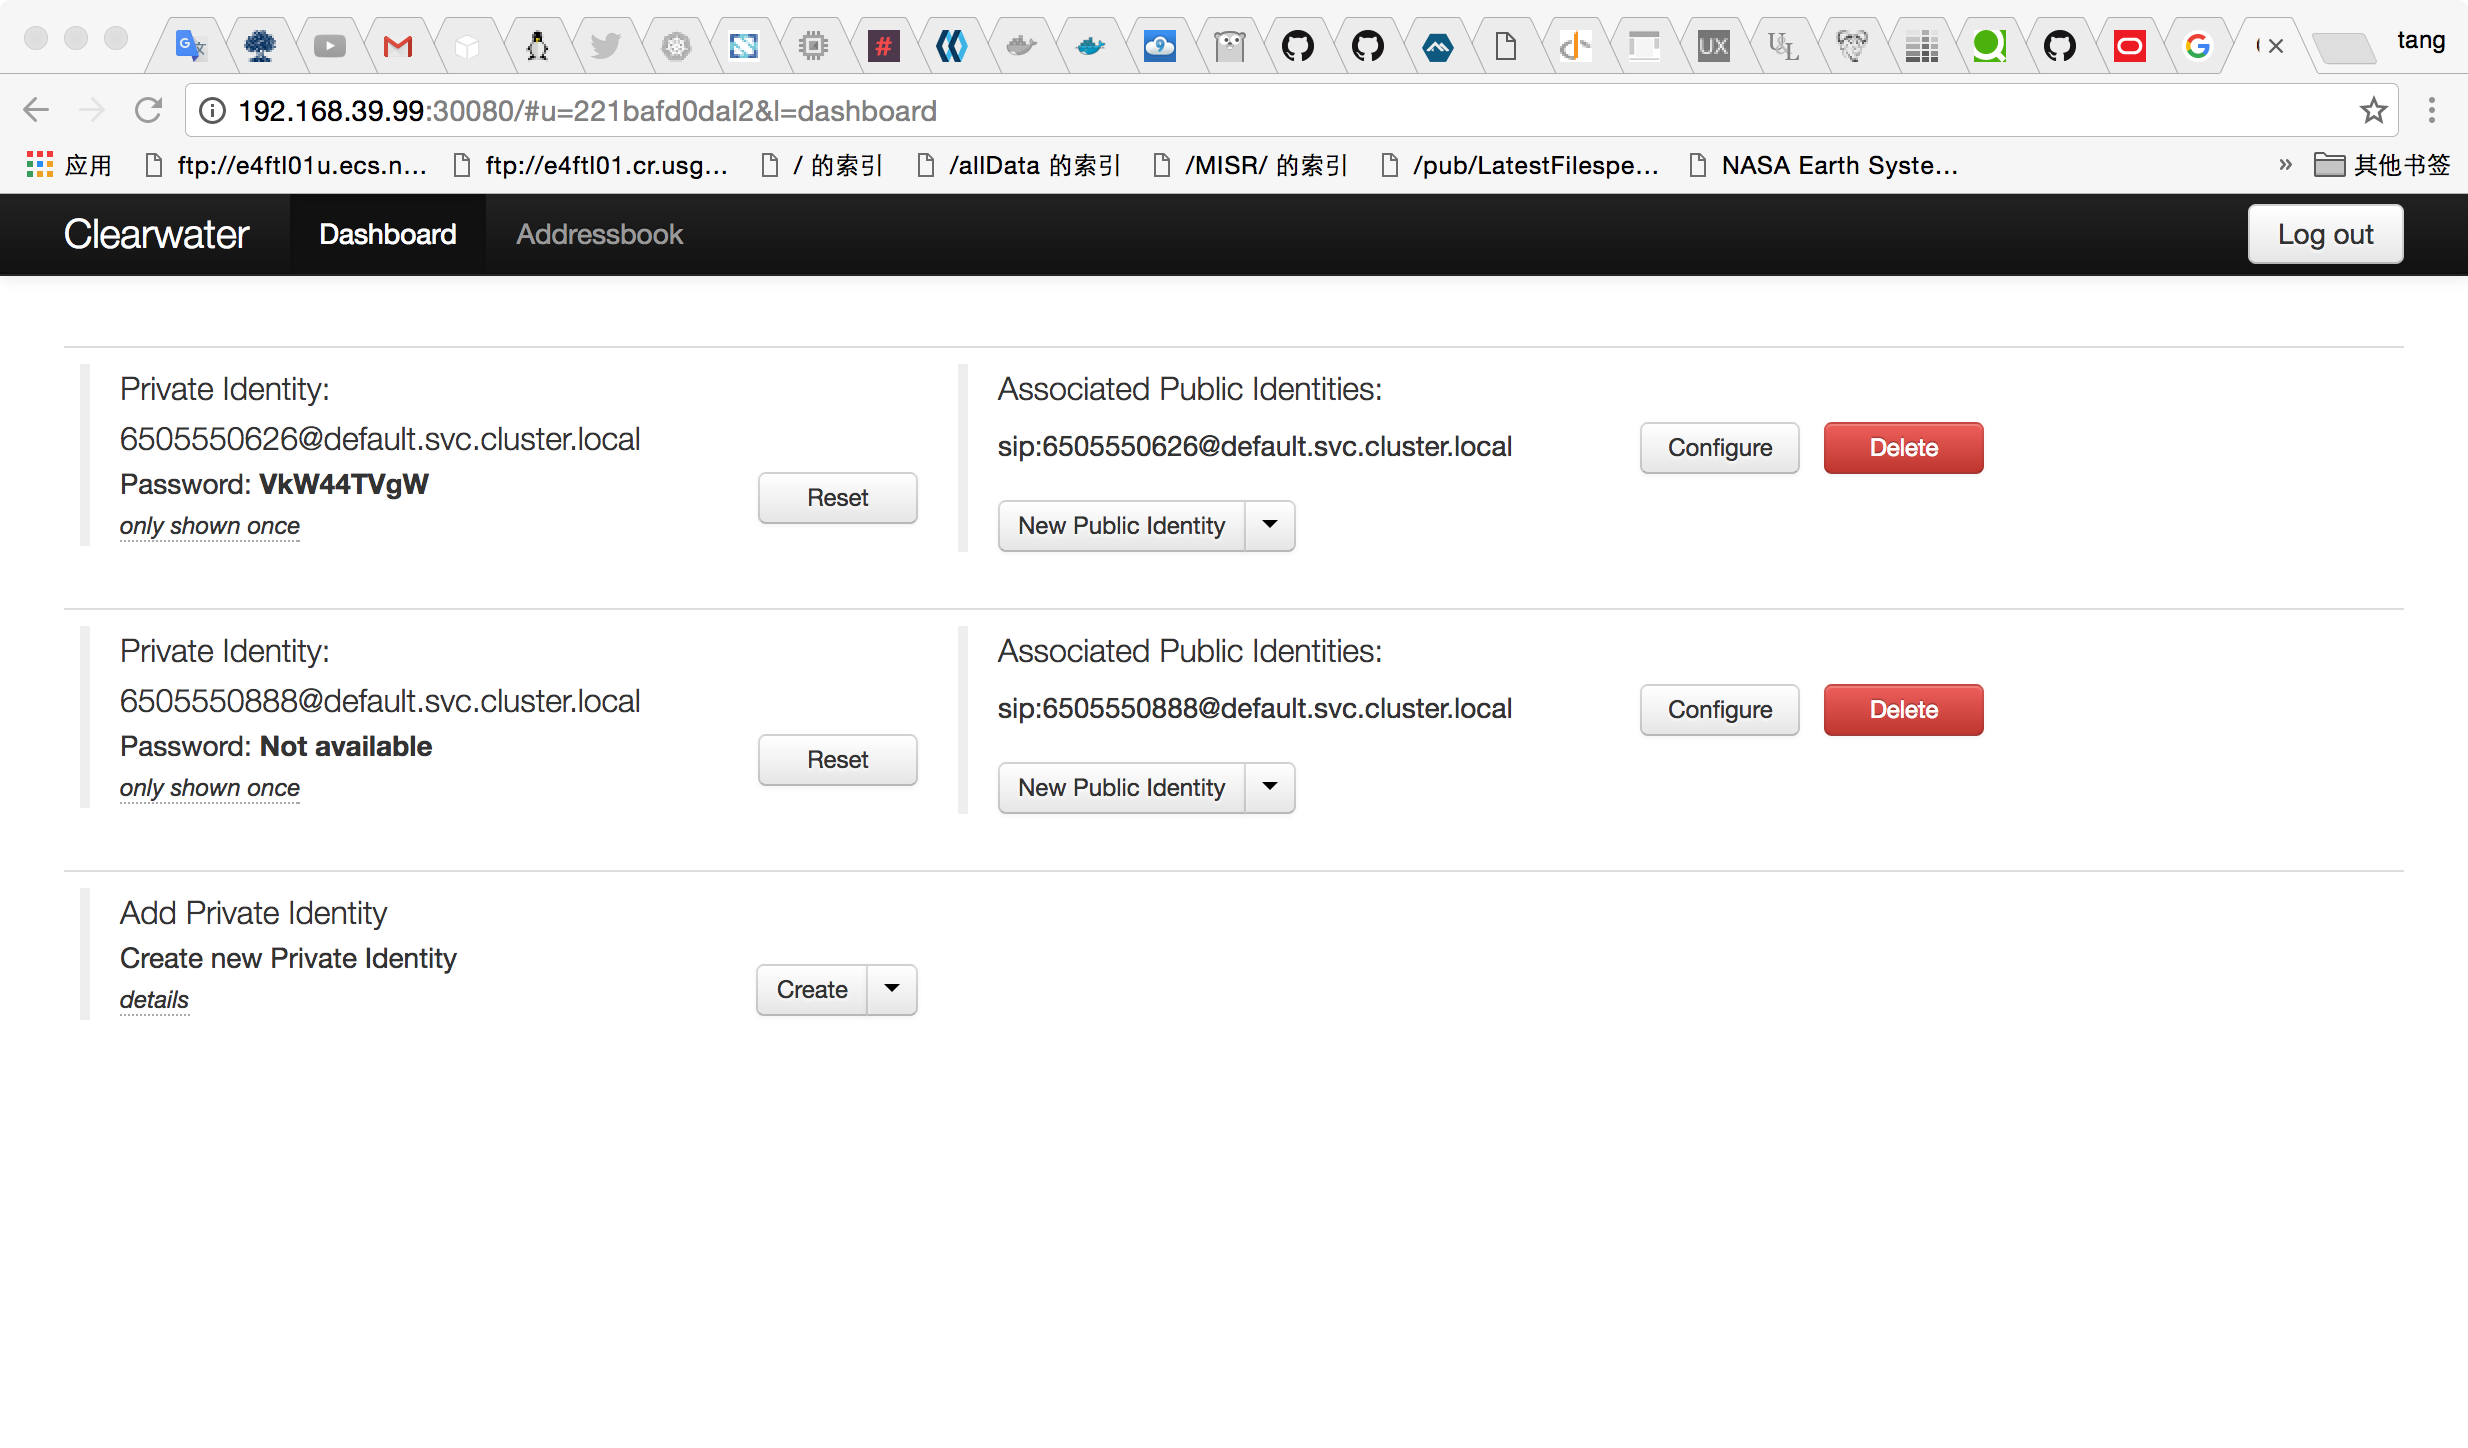 tang
192.168.39.99:30080/#u=221bafd0dal2&l=dashboard
应用 ftp://e4ftl01u.ecs.n... ftp://e4ftl01.cr.usg... / 的索引 /allData 的索引 /MISR/ 的索引 /pub/LatestFilespe... NASA Earth Syste... » 其他书签
Clearwater Dashboard Addressbook Log out
Private Identity:
6505550626@default.svc.cluster.local
Password: VkW44TVgW
only shown once
Reset
Associated Public Identities:
sip:6505550626@default.svc.cluster.local
Configure Delete
New Public Identity
Private Identity:
6505550888@default.svc.cluster.local
Password: Not available
only shown once
Reset
Associated Public Identities:
sip:6505550888@default.svc.cluster.local
Configure Delete
New Public Identity
Add Private Identity
Create new Private Identity
details
Create